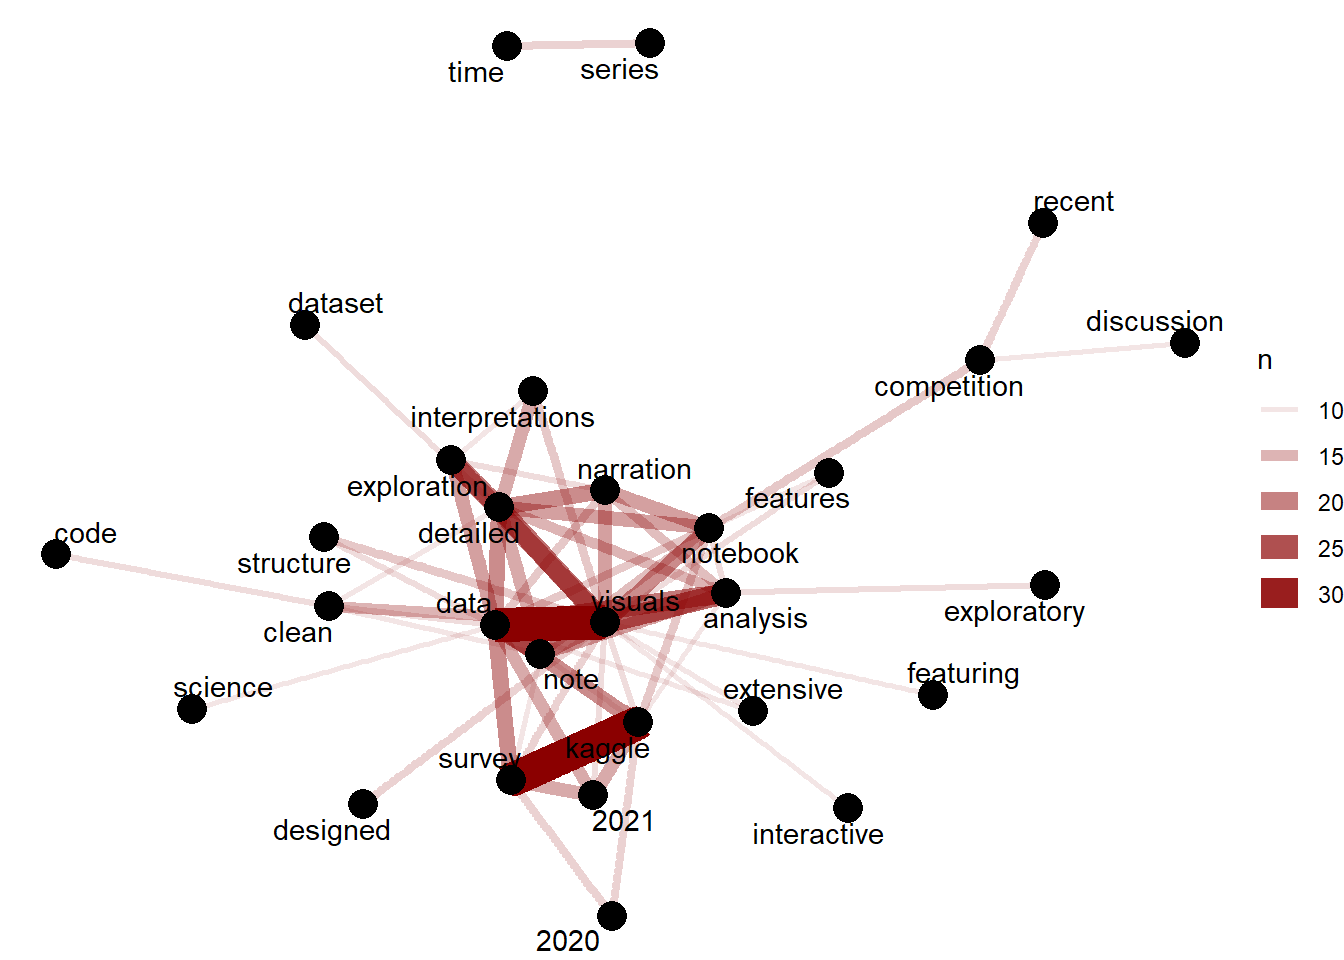 time
series
recent
dataset
discussion
n
competition
10
interpretations
15
narration
exploration
features
20
code
detailed
notebook
25
structure
30
data
visuals
analysis
exploratory
clean
science
note
extensive
featuring
survey
kaggle
2021
designed
interactive
2020